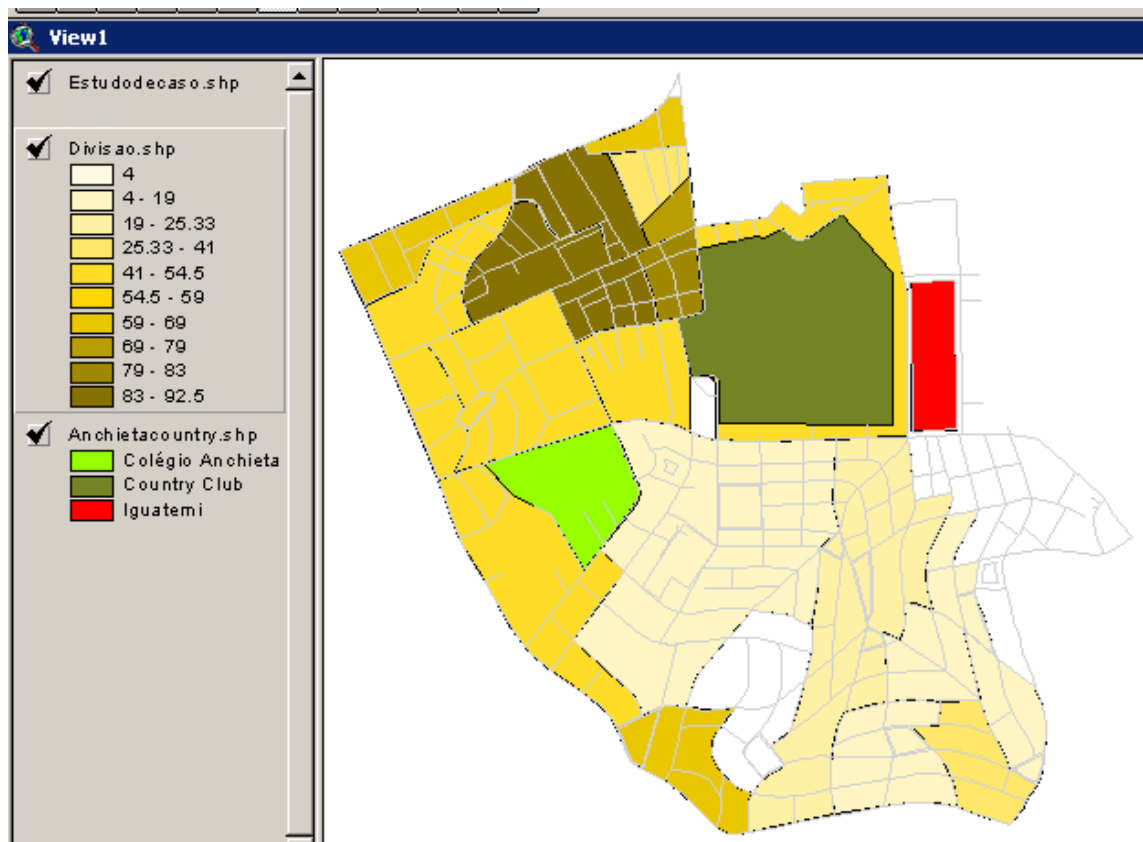 View1
Estudodecaso.shp
Divisao.shp
4
4 - 19
19 - 25.33
25.33 - 41
41 - 54.5
54.5 - 59
59 - 69
69 - 79
79 - 83
83 - 92.5
Anchietacountry.shp
Colégio Anchieta
Country Club
Iguatemi